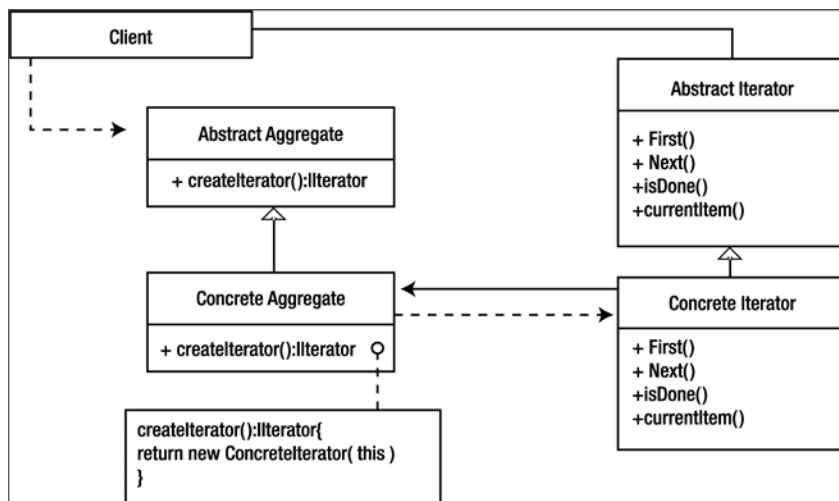 Client
Abstract Iterator
+ First()
+ Next()
+isDone()
+currentItem()
Abstract Aggregate
+ createIterator():IIterator
Concrete Aggregate
+ createIterator():IIterator
Concrete Iterator
+ First()
+ Next()
+isDone()
+currentItem()
createIterator():IIterator{
return new ConcreteIterator( this )
}